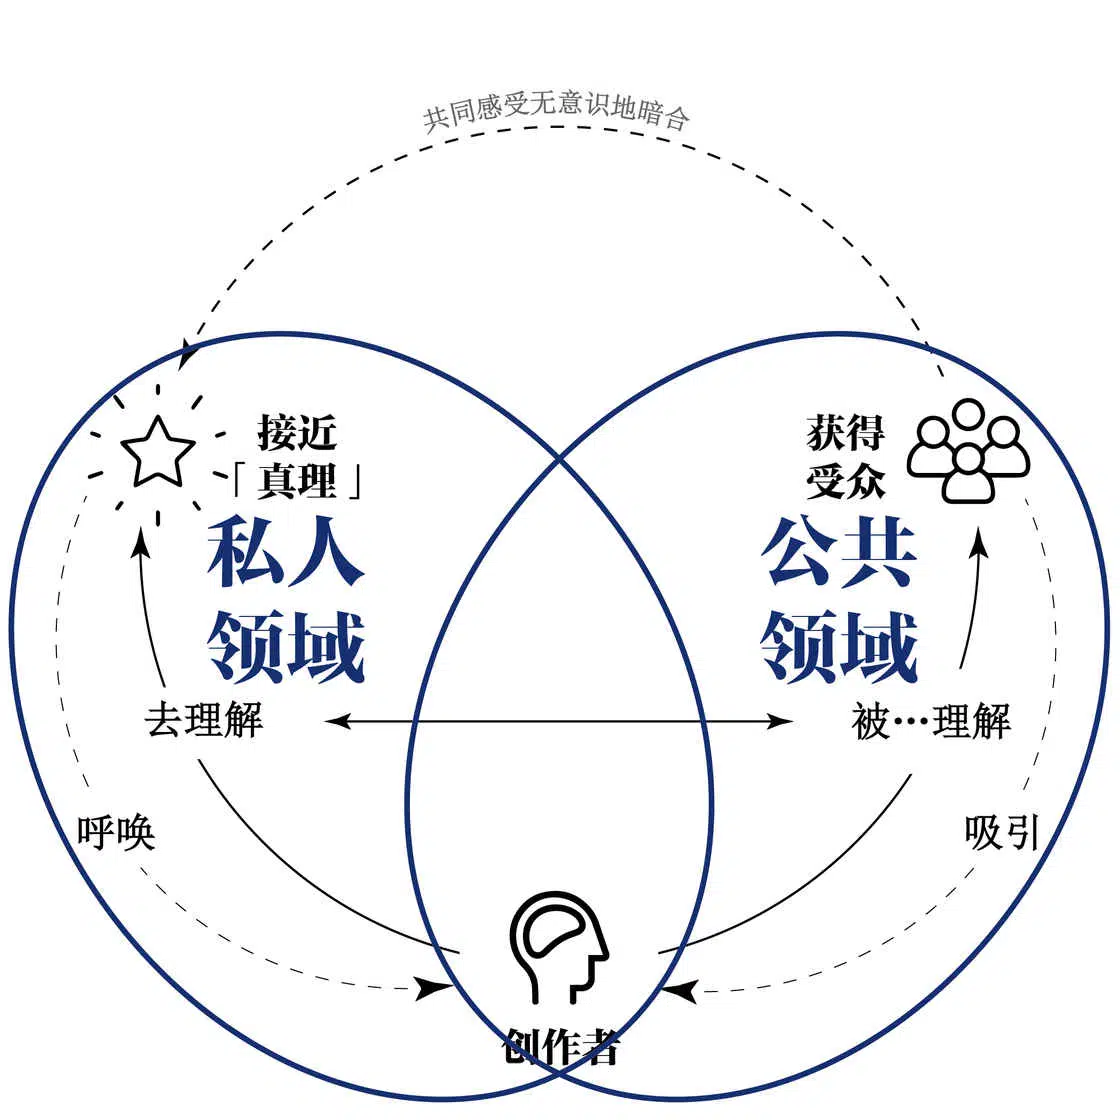 共同感受无意识地暗合
接近
「真理」
私人
领域
获得
受众
公共
领域
去理解
被…理解
呼唤
吸引
创作者